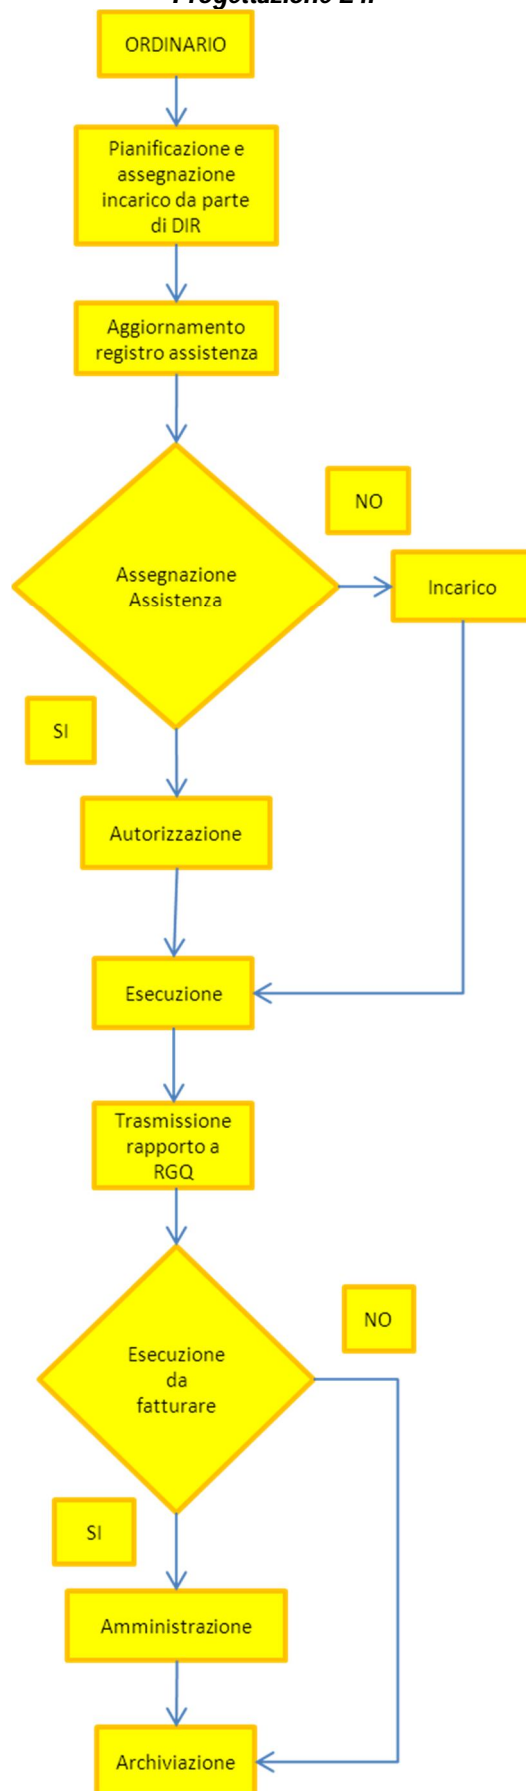 ORDINARIO
Pianificazione e
assegnazione
incarico da parte
di DIR
Aggiornamento
registro assistenza
Assegnazione
Assistenza
NO
Incarico
SI
Autorizzazione
Esecuzione
Trasmissione
rapporto a
RGQ
Esecuzione
da
fatturare
NO
SI
Amministrazione
Archiviazione